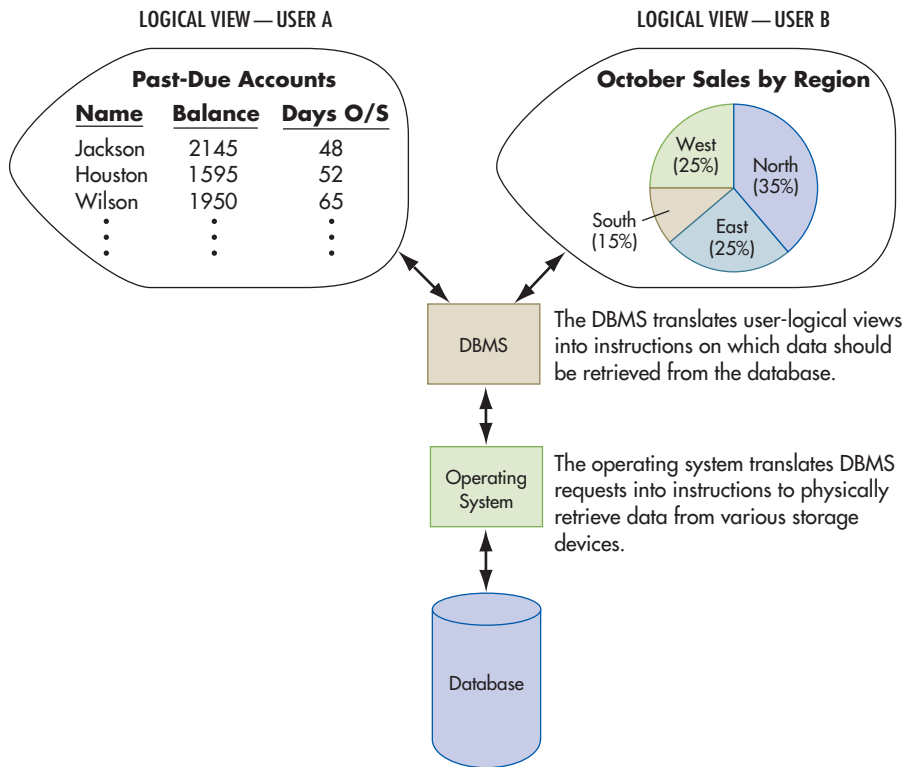 LOGICAL VIEW—USER A
Past-Due Accounts
Name Balance Days O/S
Jackson 2145 48
Houston 1595 52
Wilson 1950 65
LOGICAL VIEW—USER B
October Sales by Region
West
(25%)
North
(35%)
South
(15%)
East
(25%)
DBMS
The DBMS translates user-logical views
into instructions on which data should
be retrieved from the database.
Operating
System
The operating system translates DBMS
requests into instructions to physically
retrieve data from various storage
devices.
Database